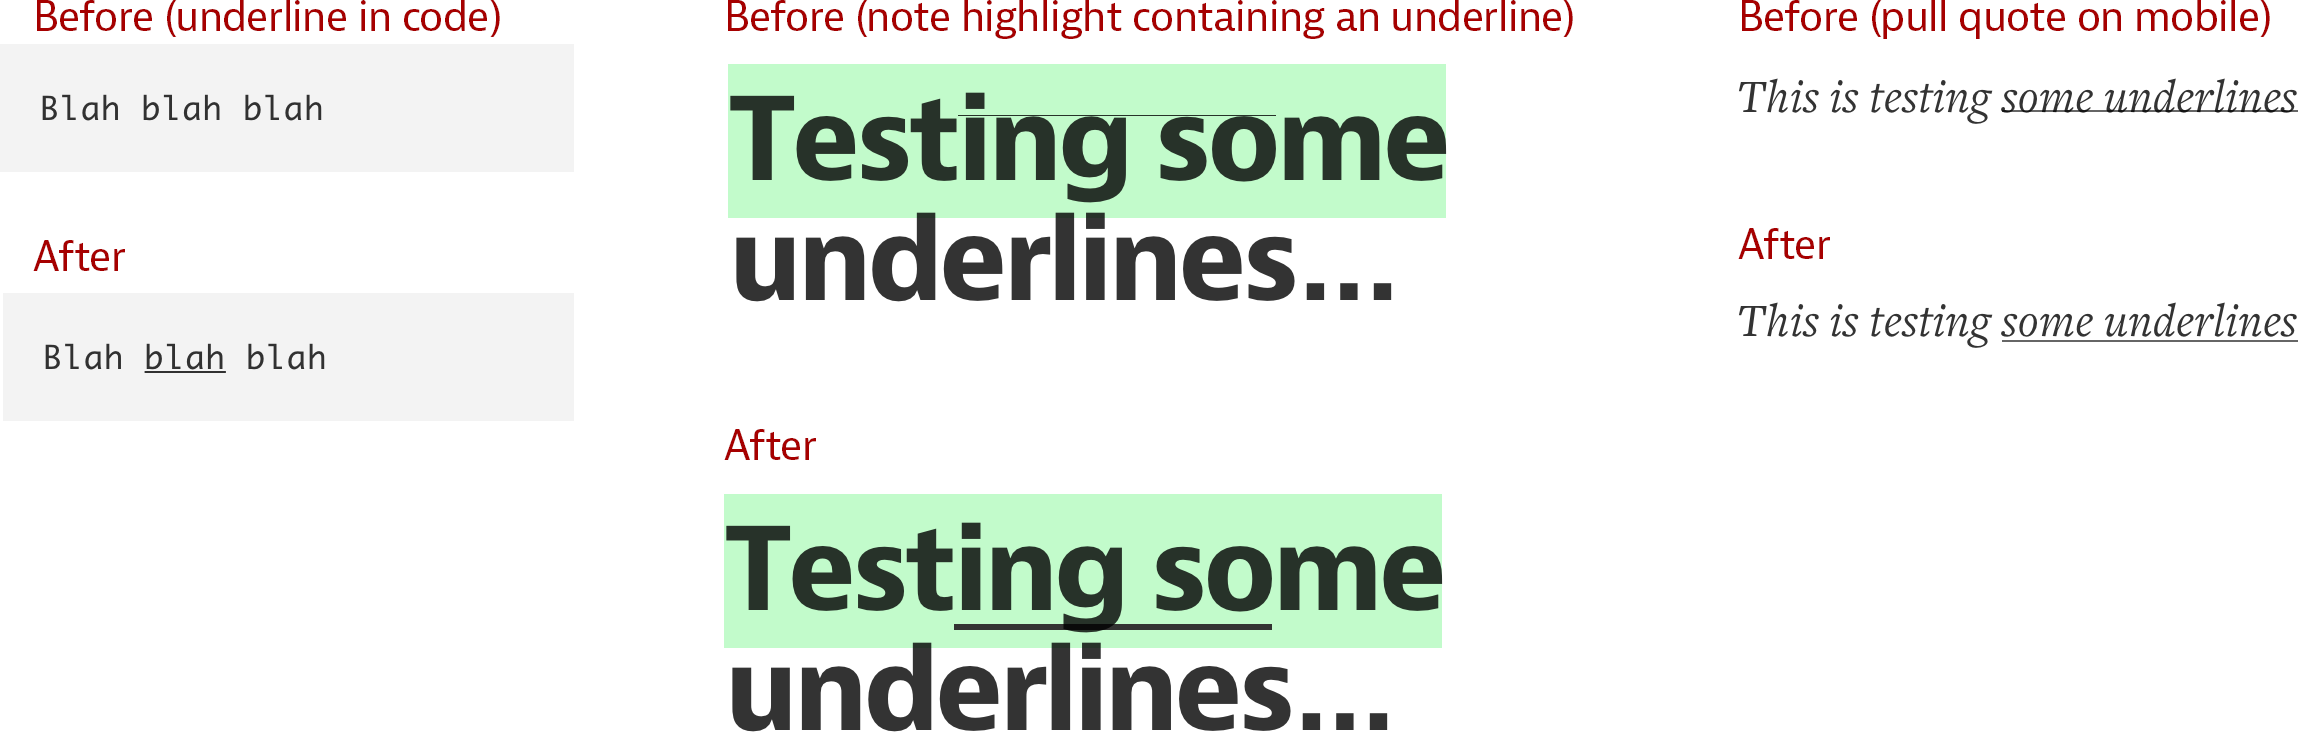 Before (underline in code)
Blah blah blah
After
Blah blah blah
Before (note highlight containing an underline)
Testing some
underlines...
After
Testing some
underlines...
Before (pull quote on mobile)
This is testing some underlines
After
This is testing some underlines